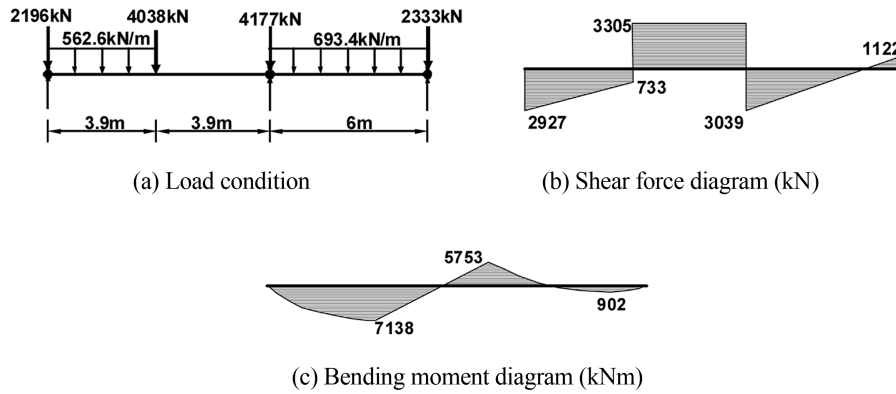 2196kN 4038kN 4177kN 2333kN
562.6kN/m 693.4kN/m
3.9m 3.9m 6m
(a) Load condition
3305 1122
733
2927 3039
(b) Shear force diagram (kN)
5753
902
7138
(c) Bending moment diagram (kNm)